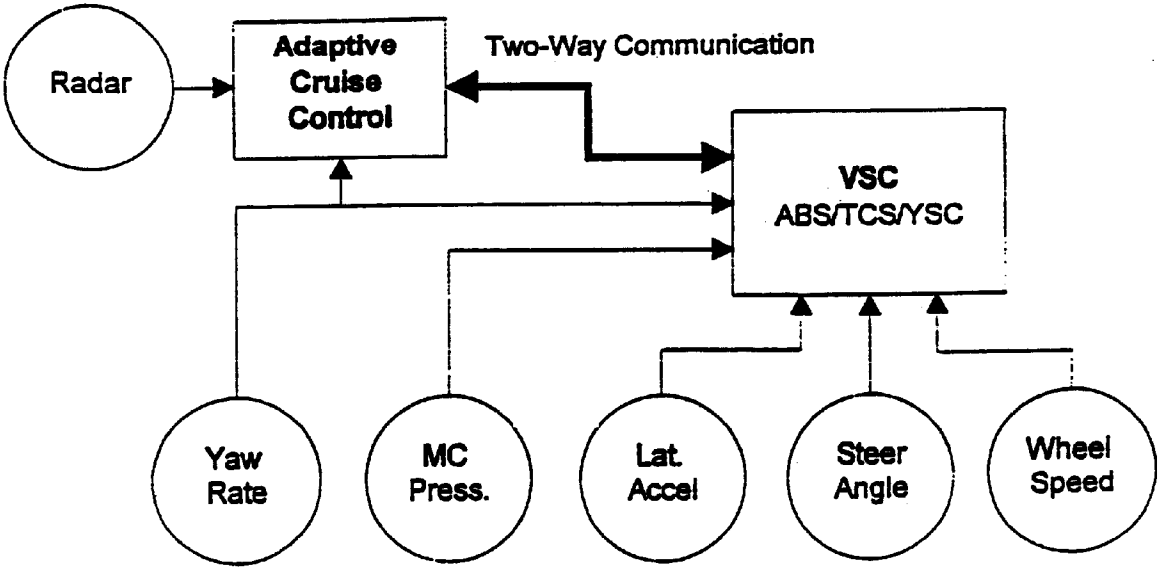 Radar
Adaptive
Cruise
Control
Two-Way Communication
VSC
ABS/TCS/YSC
Yaw
Rate
MC
Press.
Lat.
Accel
Steer
Angle
Wheel
Speed